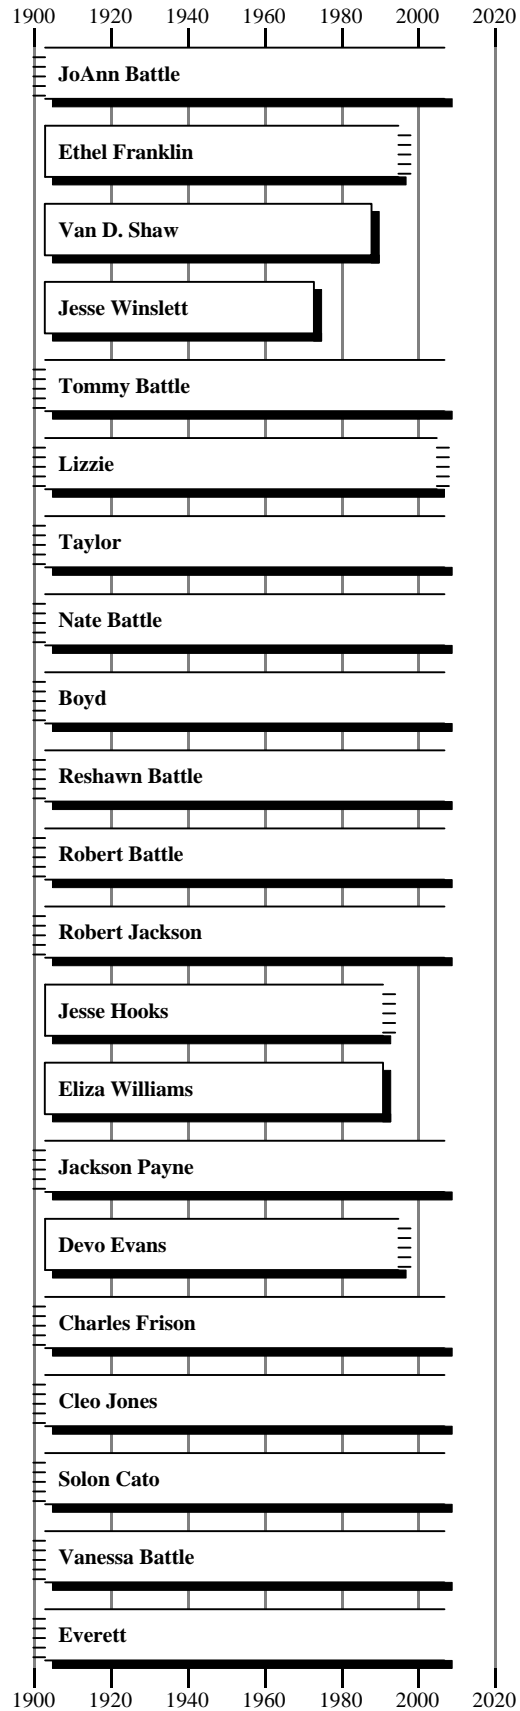 1900 1920 1940 1960 1980 2000 2020
JoAnn Battle
Ethel Franklin
Van D. Shaw
Jesse Winslett
Tommy Battle
Lizzie
Taylor
Nate Battle
Boyd
Reshawn Battle
Robert Battle
Robert Jackson
Jesse Hooks
Eliza Williams
Jackson Payne
Devo Evans
Charles Frison
Cleo Jones
Solon Cato
Vanessa Battle
Everett
1900 1920 1940 1960 1980 2000 2020